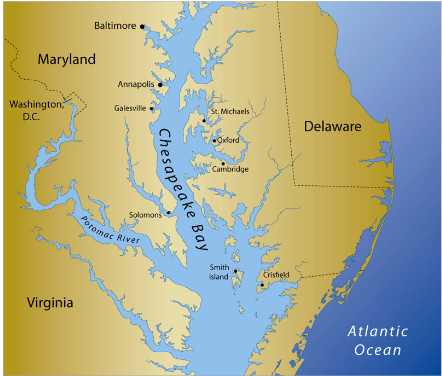 Baltimore
Maryland
Annapolis
Washington,
D.C.
Galesville
St. Michaels
Delaware
Oxford
Cambridge
Chesapeake Bay
Solomons
Potomac River
Smith
Island
Crisfield
Virginia
Atlantic
Ocean